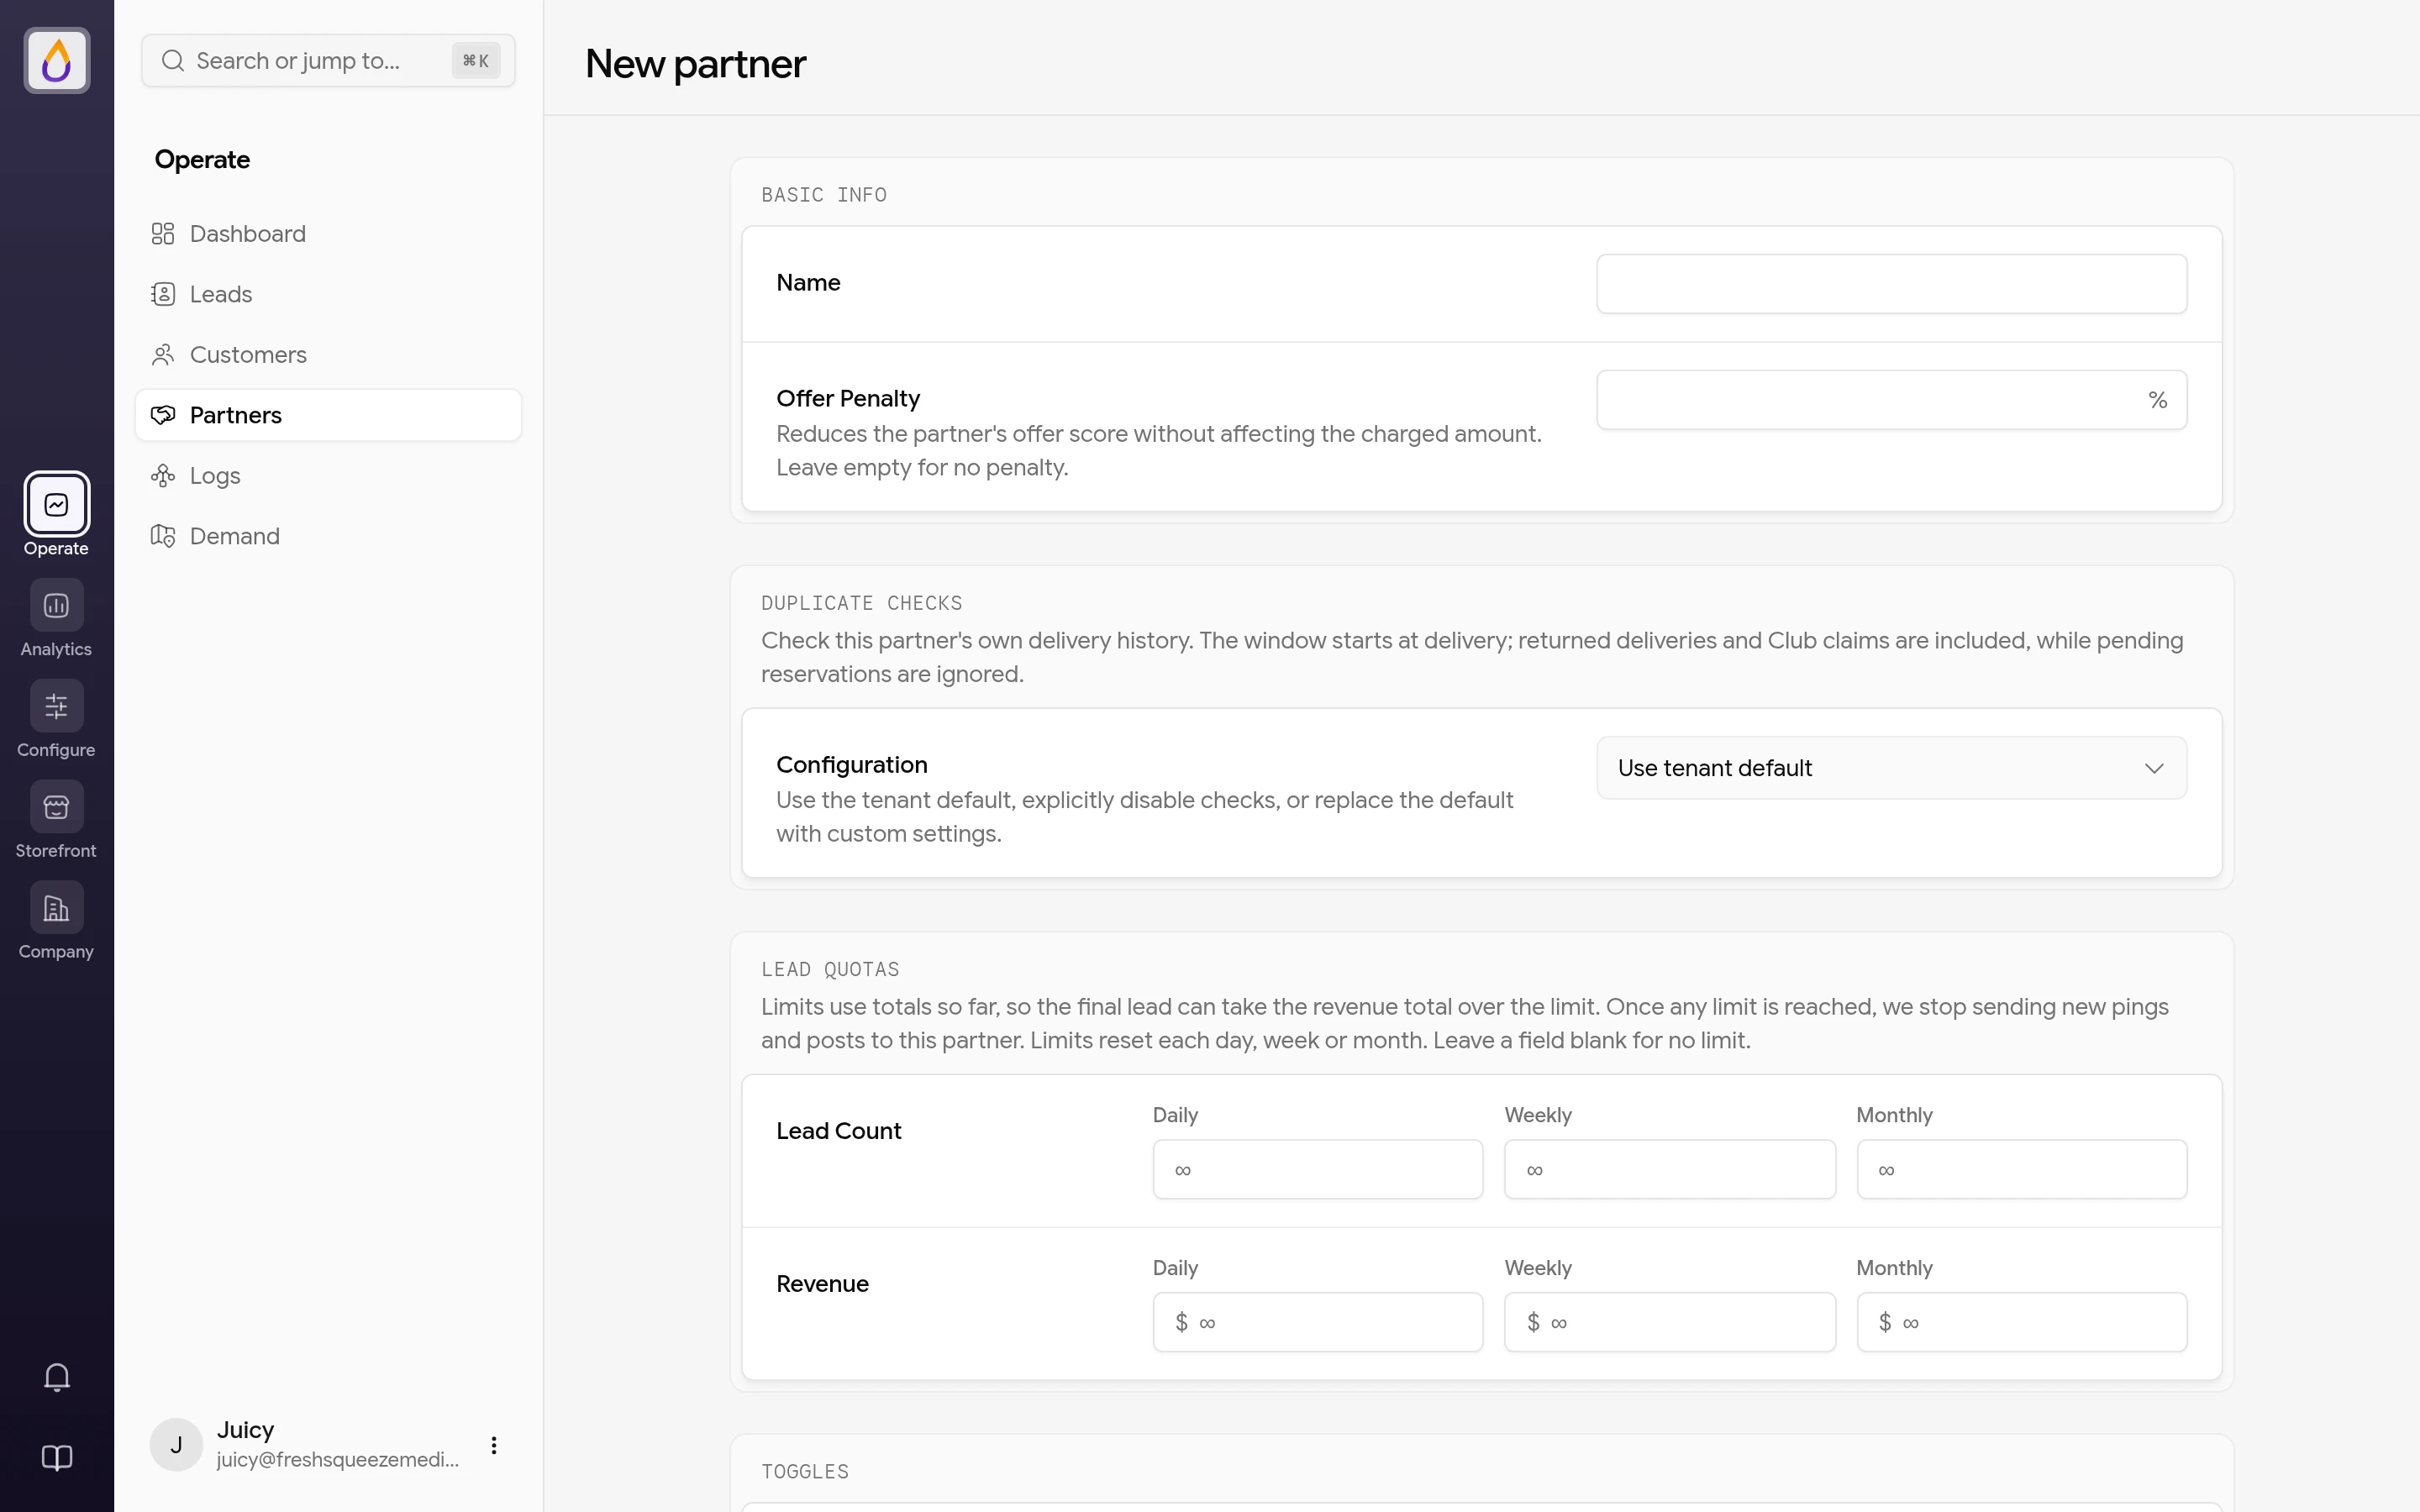 Search or jump to...
⌘ K
Operate
Dashboard
Leads
Customers
Partners
Logs
Demand
Operate
Analytics
Configure
Storefront
Company
J
Juicy
juicy@freshsqueezemedi...
New partner
BASIC INFO
Name
Offer Penalty
Reduces the partner's offer score without affecting the charged amount.
Leave empty for no penalty.
%
DUPLICATE CHECKS
Check this partner's own delivery history. The window starts at delivery; returned deliveries and Club claims are included, while pending
reservations are ignored.
Configuration
Use the tenant default, explicitly disable checks, or replace the default
with custom settings.
Use tenant default
LEAD QUOTAS
Limits use totals so far, so the final lead can take the revenue total over the limit. Once any limit is reached, we stop sending new pings
and posts to this partner. Limits reset each day, week or month. Leave a field blank for no limit.
Lead Count
Daily
Weekly
Monthly
∞
∞
∞
Revenue
Daily
Weekly
Monthly
$ ∞
$ ∞
$ ∞
TOGGLES